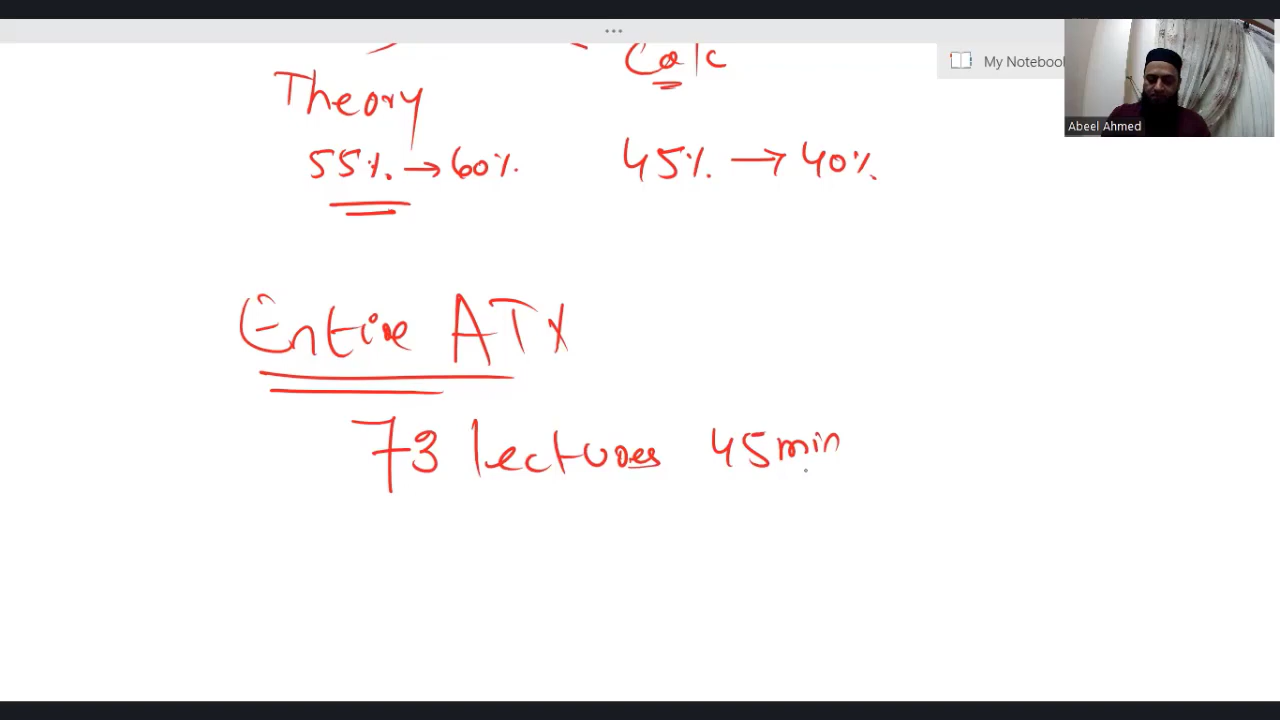 Calc
My Notebook
Theory
Abeel Ahmed
55% → 60%
45% → 40%
Entire ATX
73 lectures 45min